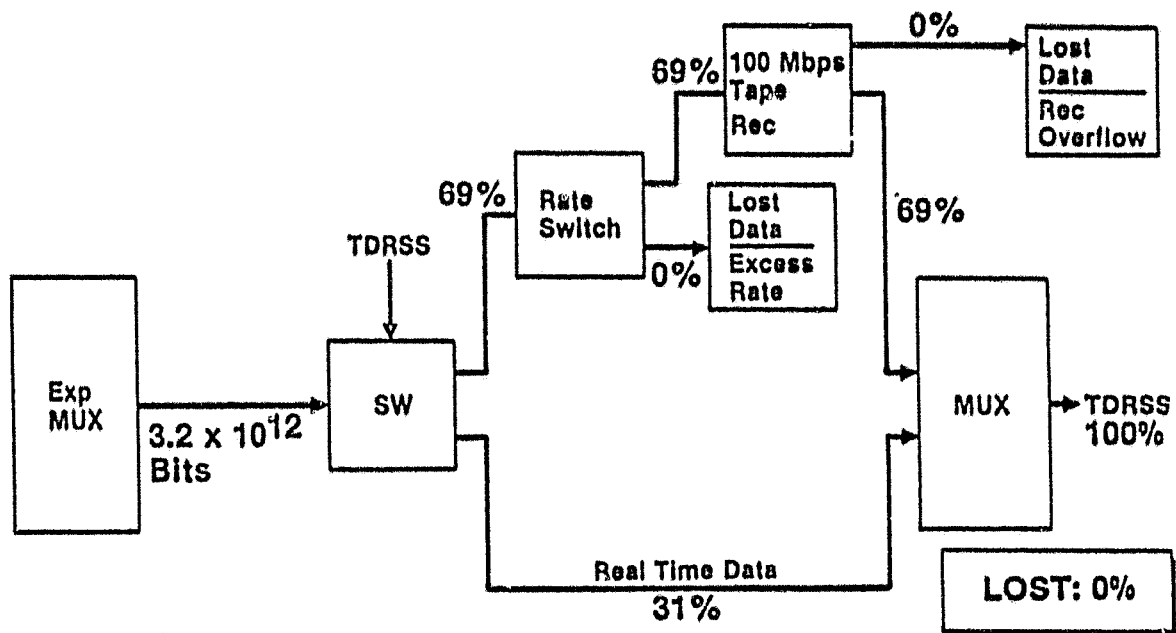 0%
Lost
Data
Rec
Overflow
69%
100 Mbps
Tape
Rec
69%
Rate
Switch
Lost
Data
Excess
Rate
0%
69%
TDRSS
Exp
MUX
3.2 x 10^12
Bits
SW
MUX
TDRSS
100%
Real Time Data
31%
LOST: 0%